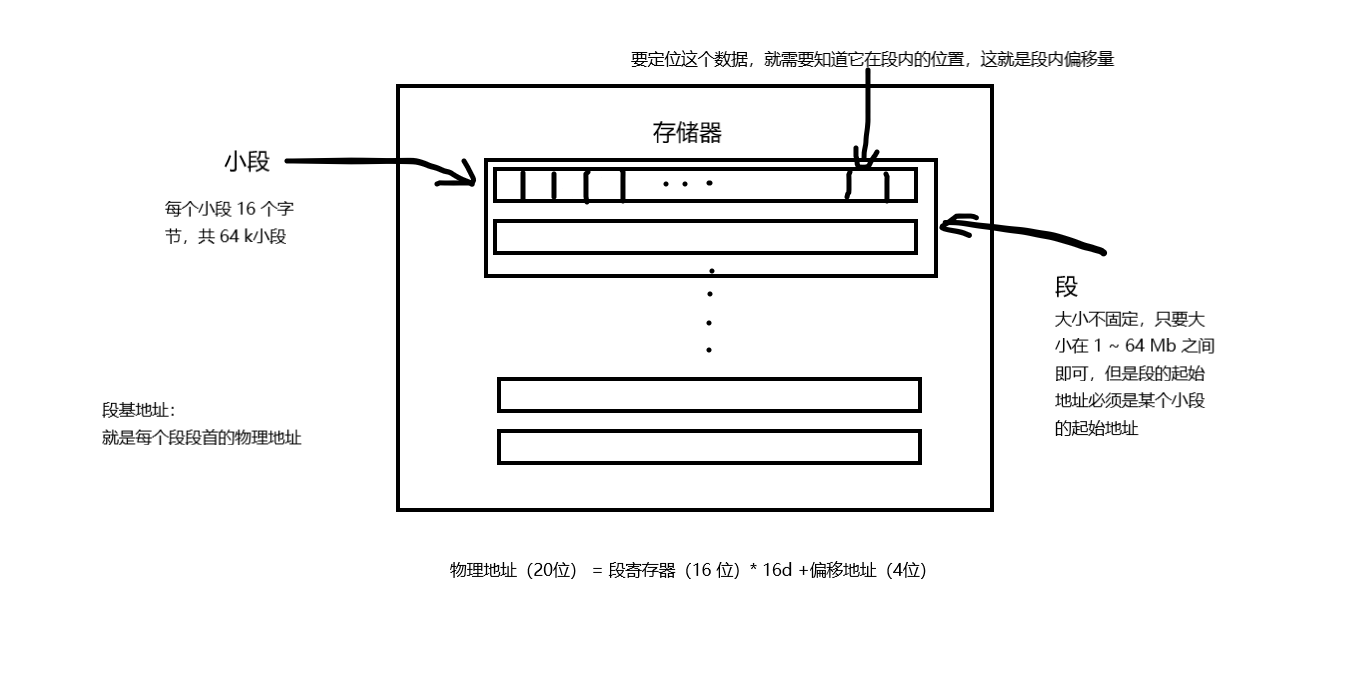 要定位这个数据，就需要知道它在段内的位置，这就是段内偏移量
存储器
小段
每个小段 16 个字
节，共 64 k小段
段
大小不固定，只要大
小在 1 ~ 64 Mb 之间
即可，但是段的起始
地址必须是某个小段
的起始地址
段基地址：
就是每个段段首的物理地址
物理地址（20位） = 段寄存器（16 位）* 16d +偏移地址（4位）